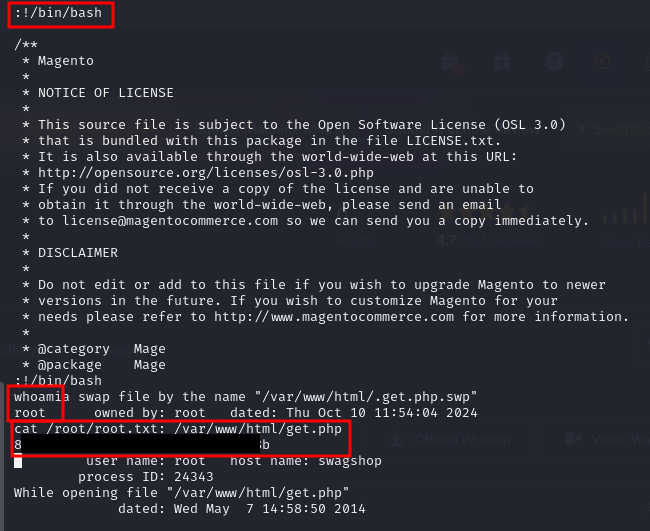 :!/bin/bash
/**
 * Magento
 *
 * NOTICE OF LICENSE
 *
 * This source file is subject to the Open Software License (OSL 3.0)
 * that is bundled with this package in the file LICENSE.txt.
 * It is also available through the world-wide-web at this URL:
 * http://opensource.org/licenses/osl-3.0.php
 * If you did not receive a copy of the license and are unable to
 * obtain it through the world-wide-web, please send an email
 * to license@magentocommerce.com so we can send you a copy immediately.
 *
 * DISCLAIMER
 *
 * Do not edit or add to this file if you wish to upgrade Magento to newer
 * versions in the future. If you wish to customize Magento for your
 * needs please refer to http://www.magentocommerce.com for more information.
 *
 * @category   Mage
 * @package    Mage
:!/bin/bash
whoamia swap file by the name "/var/www/html/.get.php.swp"
root      owned by: root   dated: Thu Oct 10 11:54:04 2024
cat /root/root.txt: /var/www/html/get.php
8 3b
Official Writeup Video Wa
user name: root   host name: swagshop
process ID: 24343
While opening file "/var/www/html/get.php"
dated: Wed May  7 14:58:50 2014